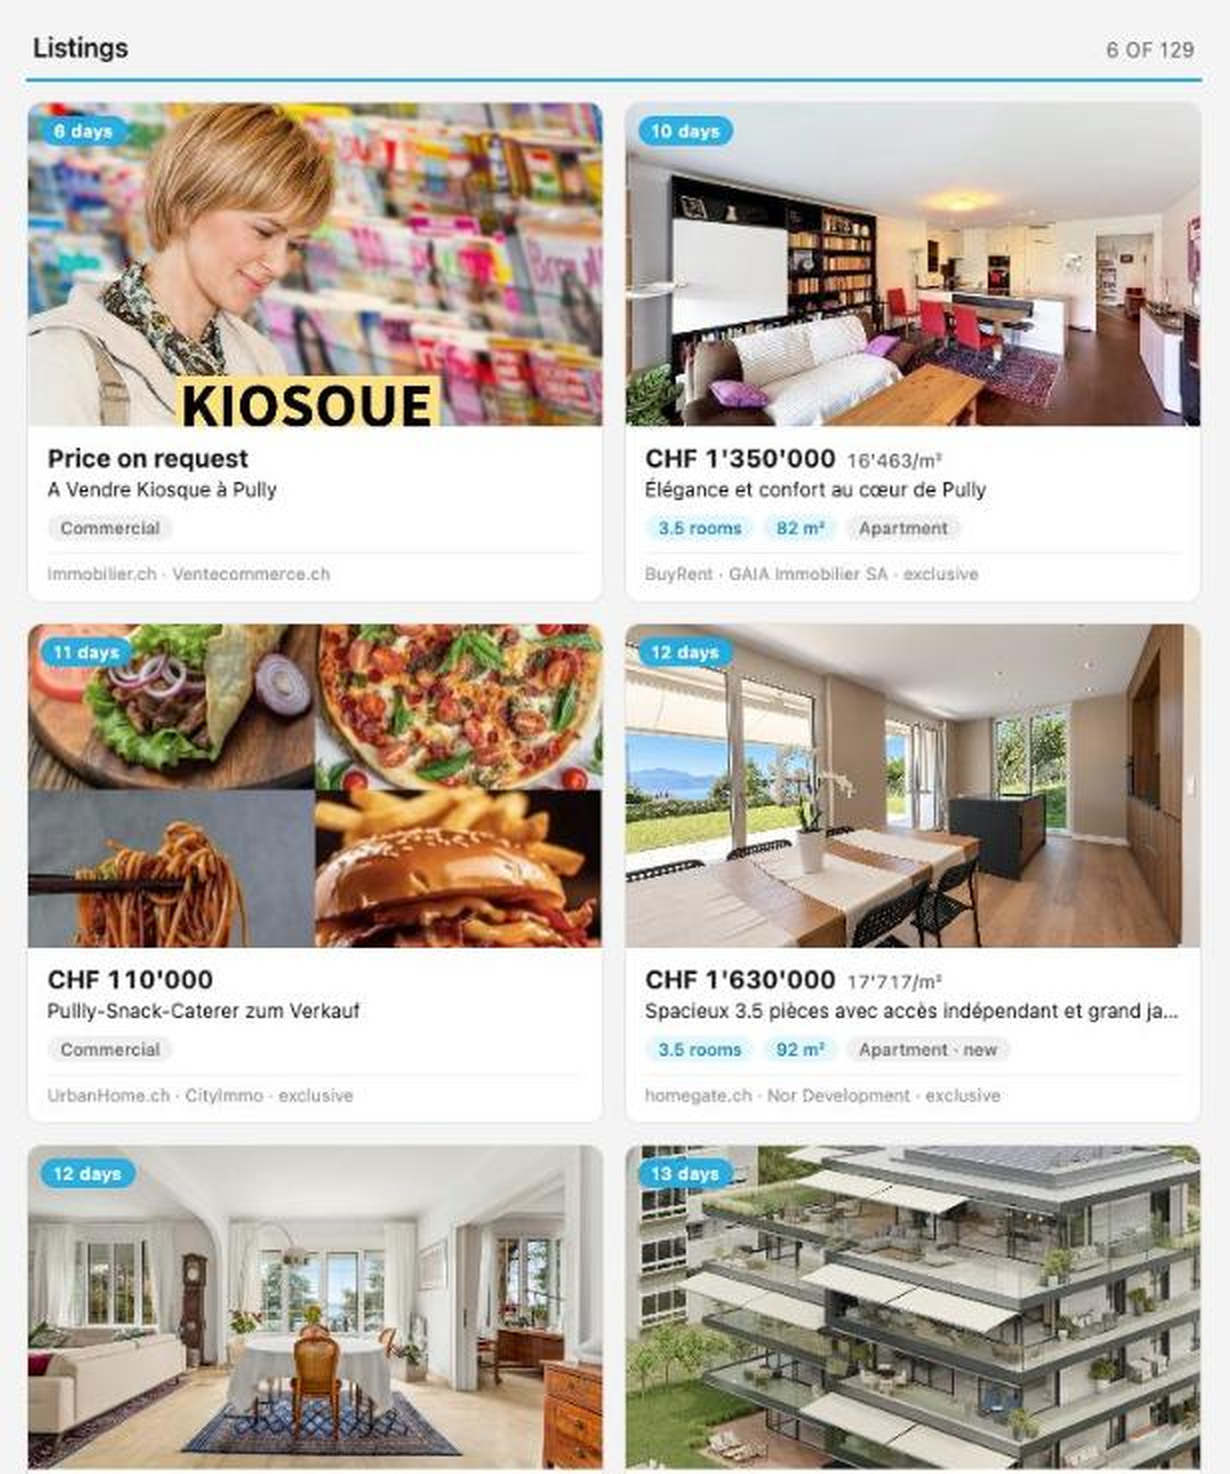 Listings
6 OF 129
6 days
KIOSQUE
Price on request
A Vendre Kiosque à Pully
Commercial
Immobilier.ch · Ventecommerce.ch
10 days
CHF 1'350'000 16'463/m²
Élégance et confort au cœur de Pully
3.5 rooms 82 m² Apartment
BuyRent · GAIA Immobilier SA · exclusive
11 days
CHF 110'000
Pullly-Snack-Caterer zum Verkauf
Commercial
UrbanHome.ch · CityImmo · exclusive
12 days
CHF 1'630'000 17'717/m²
Spacieux 3.5 pièces avec accès indépendant et grand ja...
3.5 rooms 92 m² Apartment · new
homegate.ch · Nor Development · exclusive
12 days
13 days